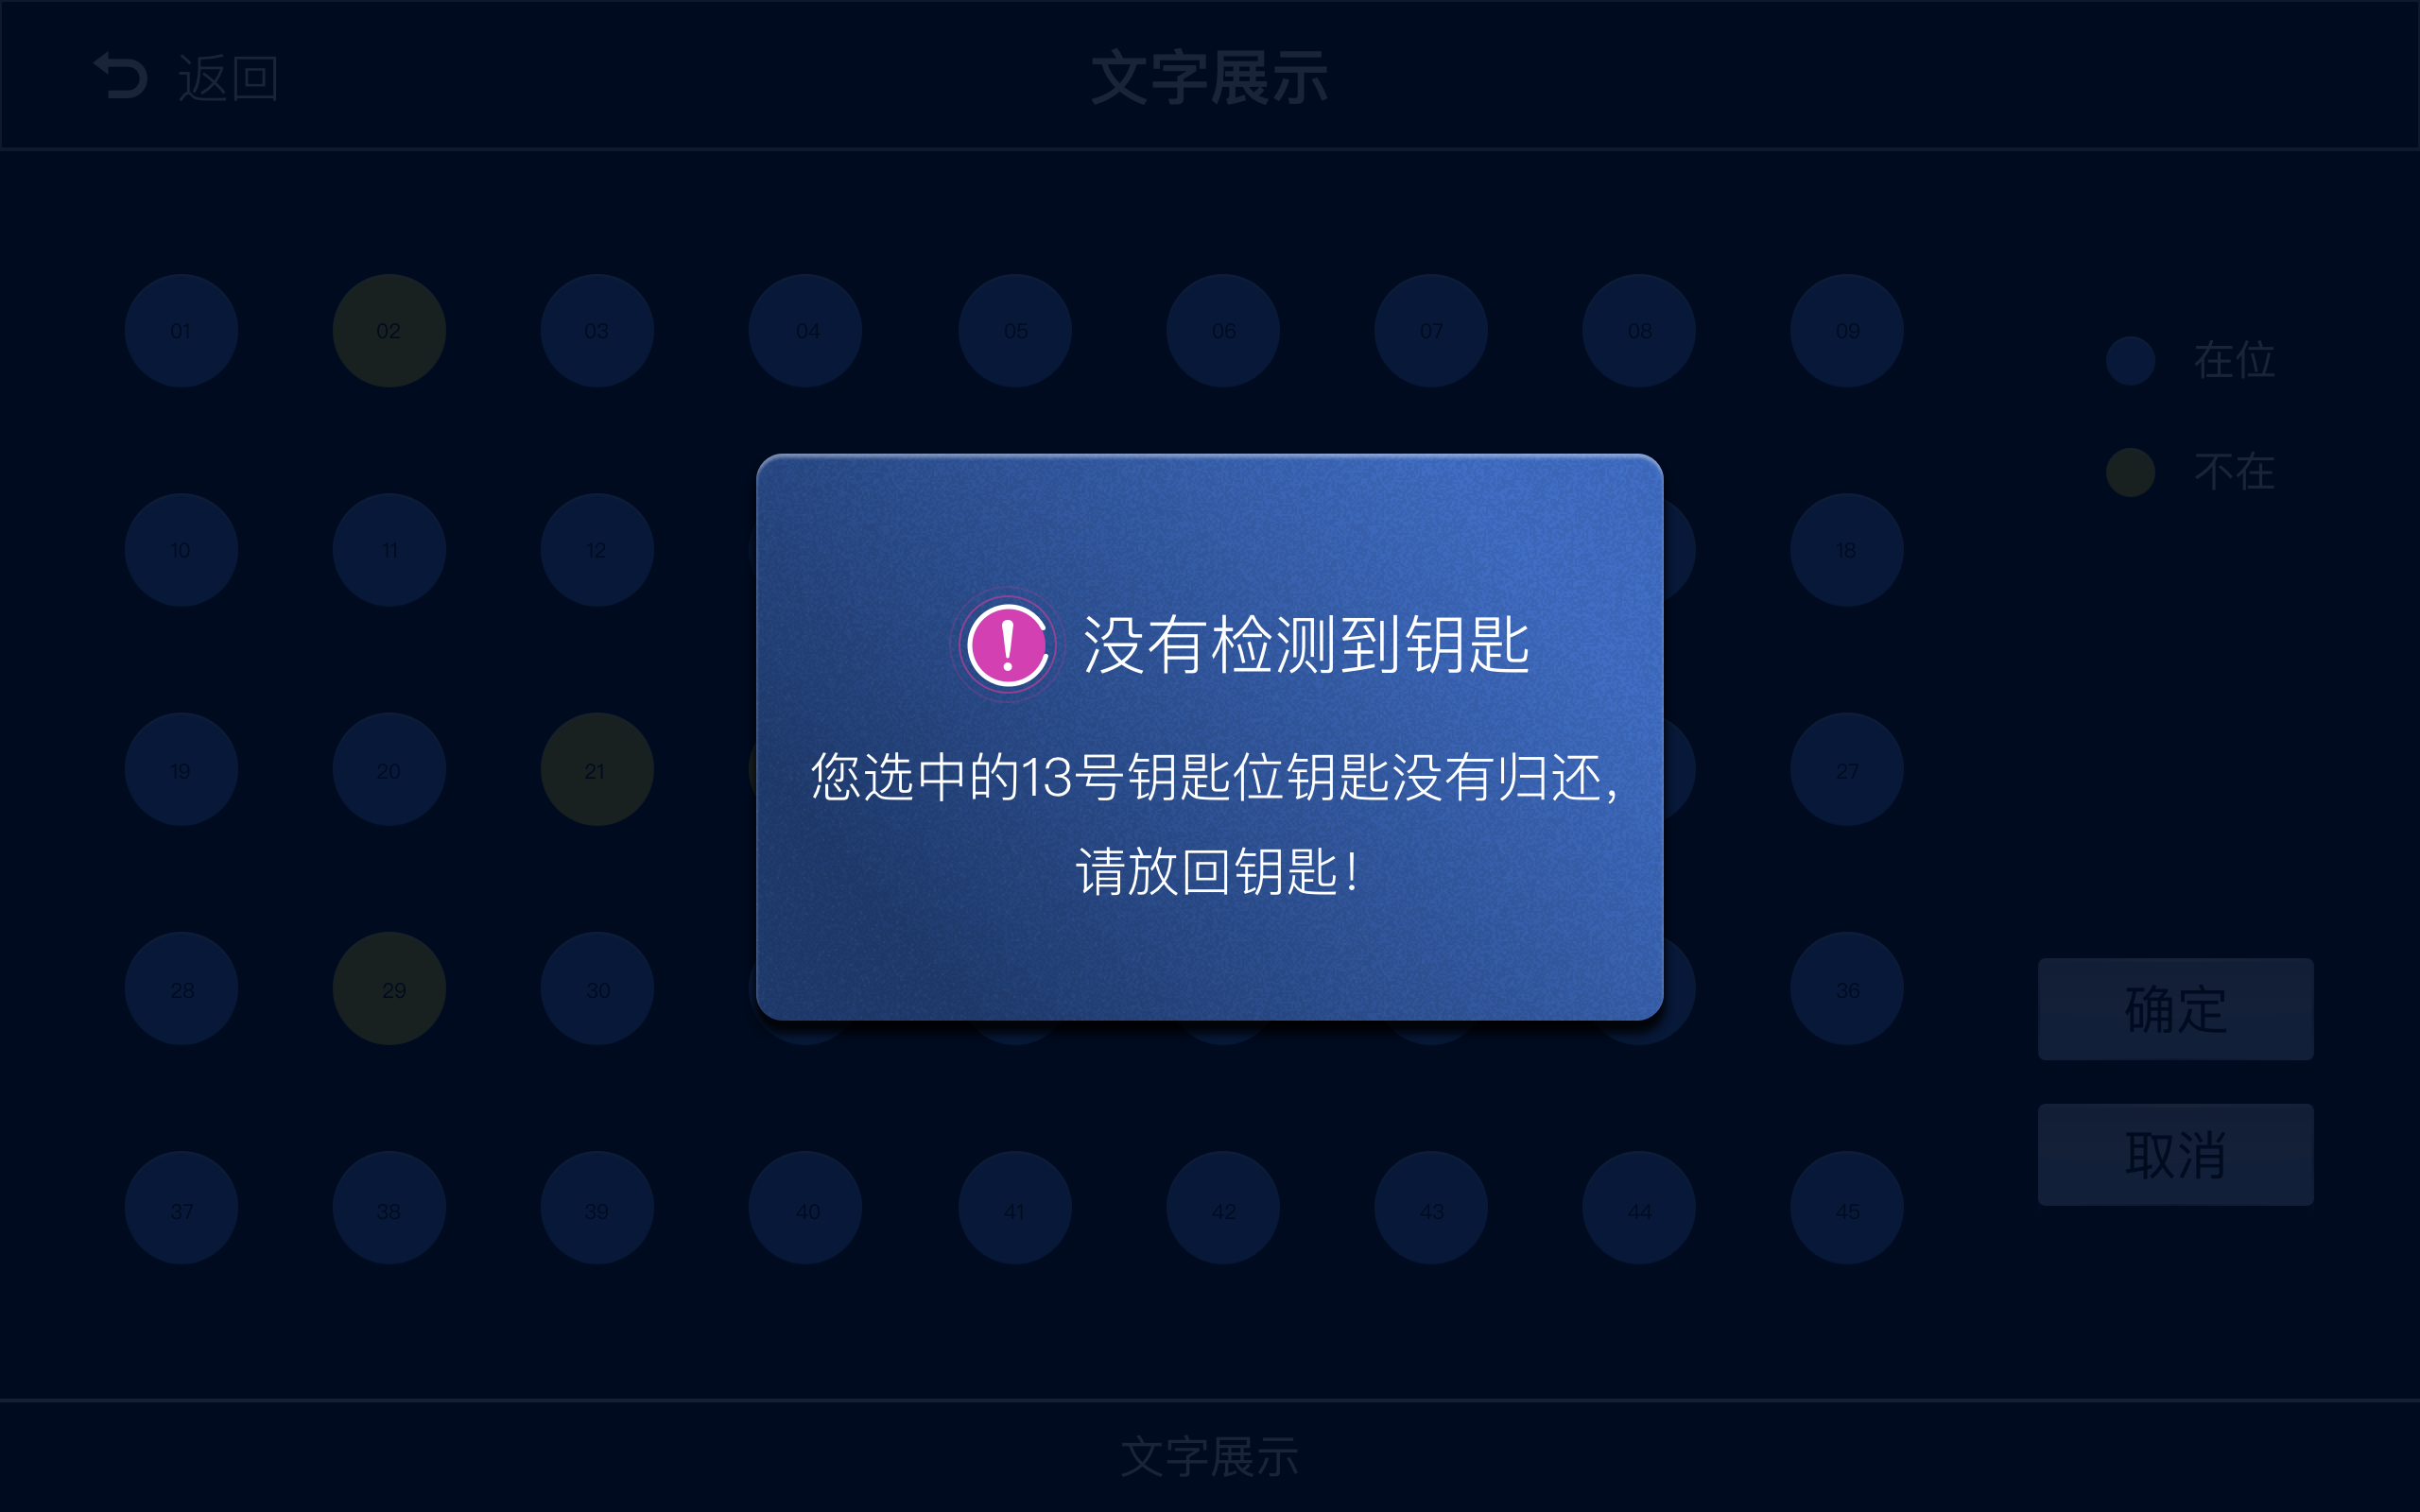 返回
文字展示
01 02 03 04 05 06 07 08 09
在位
不在
10 11 12 18
没有检测到钥匙
19 20 21 27
您选中的13号钥匙位钥匙没有归还,
请放回钥匙!
28 29 30 36
确定
取消
37 38 39 40 41 42 43 44 45
文字展示